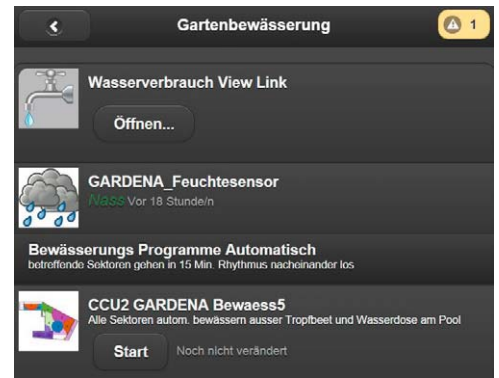 Gartenbewässerung
1
Wasserverbrauch View Link
Öffnen...
GARDENA_Feuchtesensor
Nass Vor 18 Stunde/n
Bewässerungs Programme Automatisch
betreffonde Sektoren gehen in 15 Min. Rhythmus nacheinander los
CCU2 GARDENA Bewaess5
Alle Sektoren autom. bewässern ausser Tropfbeet und Wasserdose am Pool
Start Noch nicht verändert